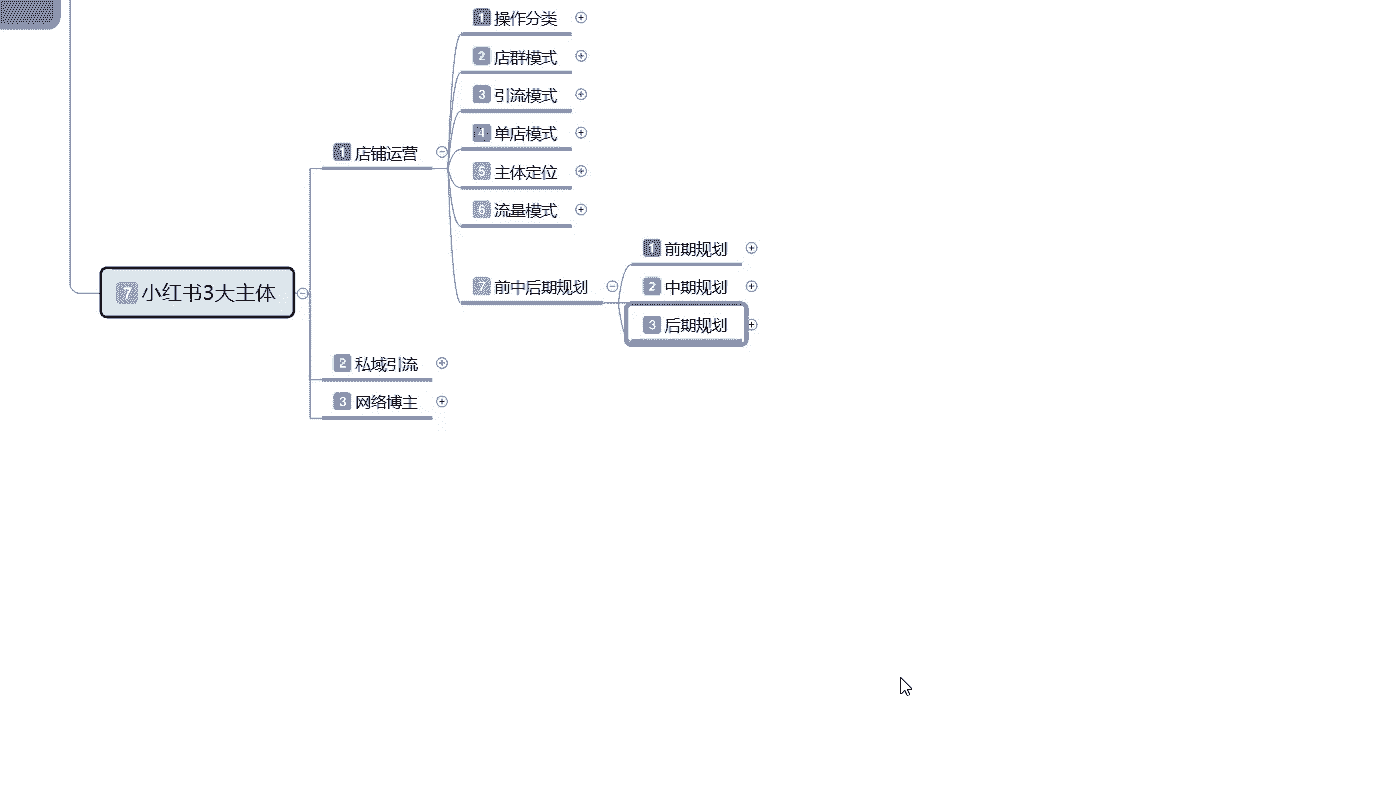 1 操作分类
2 店群模式
3 引流模式
4 单店模式
1 店铺运营
5 主体定位
6 流量模式
1 前期规划
7 前中后期规划
2 中期规划
7 小红书3大主体
3 后期规划
2 私域引流
3 网络博主